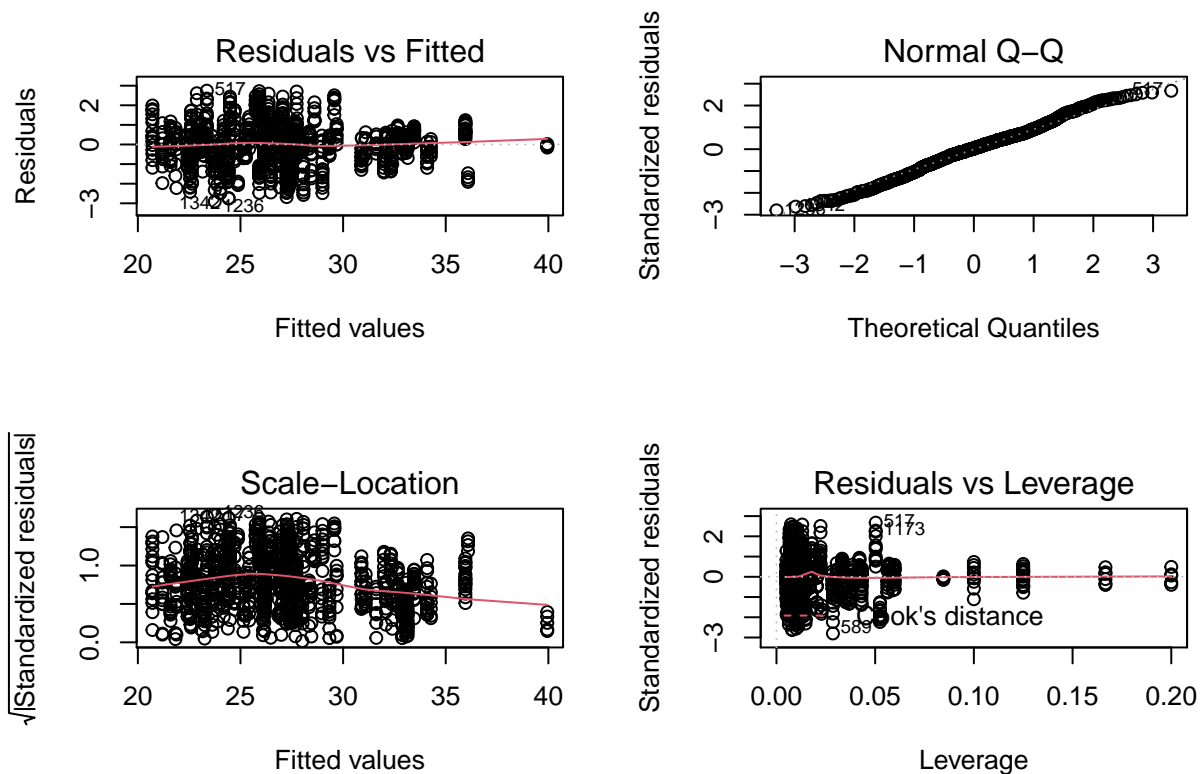 Residuals vs Fitted
Residuals
2
0
−3
517
1342
1236
20 25 30 35 40
Fitted values
Normal Q−Q
Standardized residuals
2
0
−3
517
−3 −2 −1 0 1 2 3
Theoretical Quantiles
Scale−Location
√|Standardized residuals|
1.0
0.0
1236
20 25 30 35 40
Fitted values
Residuals vs Leverage
Standardized residuals
2
0
−3
517
1173
589
ok's distance
0.00 0.05 0.10 0.15 0.20
Leverage